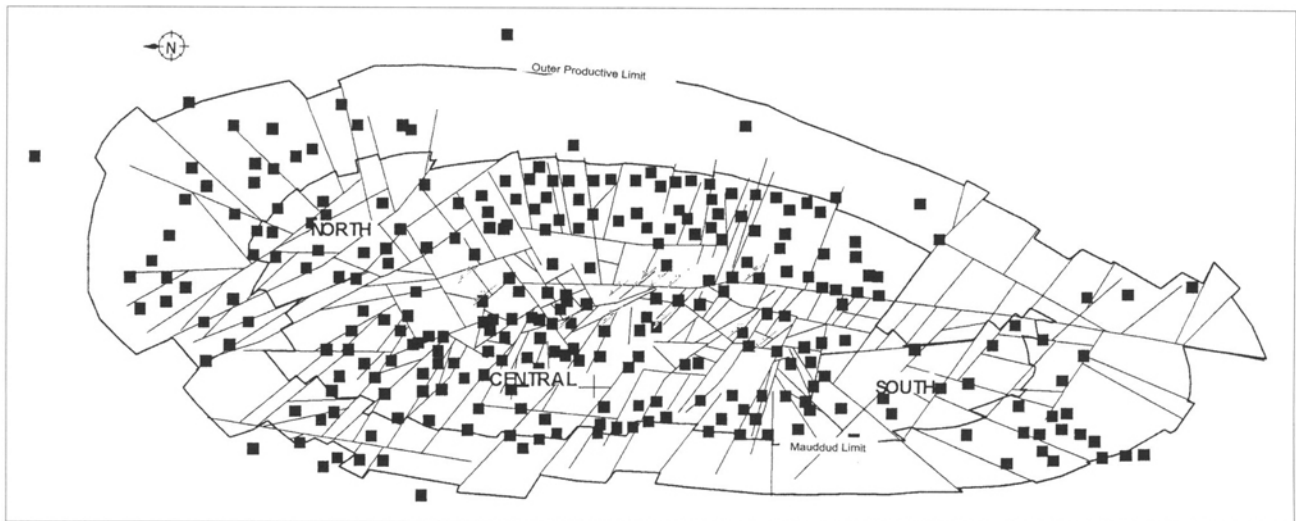 N
Outer Productive Limit
NORTH
CENTRAL
SOUTH
Mauddud Limit